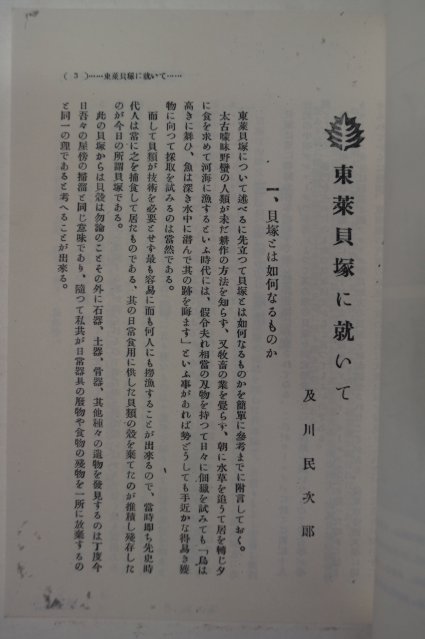 ( 3 )……東萊貝塚に就いて……
東萊貝塚に就いて
及川民次郎
一、貝塚とは如何なるものか
東萊貝塚について述べるに先立つて貝塚とは如何なるものかを簡單に參考までに附言しておく。
太古曚昧野蠻の人類が未だ耕作の方法を知らず、又牧畜の業を覺らず、朝に水草を追うて居を轉じ夕
に食を求めて河海に漁するといふ時代には、假令夫れ相當の刄物を持つて日々に佃獵を試みても「鳥は
高きに舞ひ、魚は深き水中に潜んで其の跡を晦ます」といふ事があれば勢どうしても手近かな得易き獲
物に向つて採取を試みるのは當然である。
而して貝類が技術を必要とせず最も容易に而も何人にも拐漁することが出來るので、當時即ち先史時
代人は常に之を捕食して居たものである、其の日常食用に供した貝類の殼を棄てたのが推積し殘存した
のが今日の所謂貝塚である。
此の貝塚からは貝殼は勿論のことその外に石器、土器、骨器、其他種々の遺物を發見するのは丁度今
日吾々の屋傍の掃溜と同じ意味であり、隨つて私共が日常器具の廢物や食物の殘物を一所に放棄するの
と同一の理であると考へることが出來る。